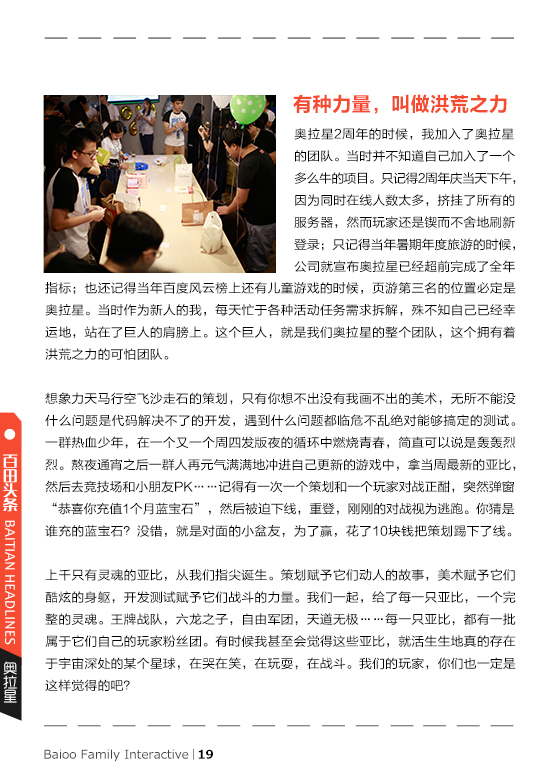 有种力量，叫做洪荒之力
奥拉星2周年的时候，我加入了奥拉星
的团队。当时并不知道自己加入了一个
多么牛的项目。只记得2周年庆当天下午，
因为同时在线人数太多，挤挂了所有的
服务器，然而玩家还是锲而不舍地刷新
登录；只记得当年暑期年度旅游的时候，
公司就宣布奥拉星已经超前完成了全年
指标；也还记得当年百度风云榜上还有儿童游戏的时候，页游第三名的位置必定是
奥拉星。当时作为新人的我，每天忙于各种活动任务需求拆解，殊不知自己已经幸
运地，站在了巨人的肩膀上。这个巨人，就是我们奥拉星的整个团队，这个拥有着
洪荒之力的可怕团队。
想象力天马行空飞沙走石的策划，只有你想不出没有我画不出的美术，无所不能没
什么问题是代码解决不了的开发，遇到什么问题都临危不乱绝对能够搞定的测试。
一群热血少年，在一个又一个周四发版夜的循环中燃烧青春，简直可以说是轰轰烈
烈。熬夜通宵之后一群人再元气满满地冲进自己更新的游戏中，拿当周最新的亚比，
然后去竞技场和小朋友PK……记得有一次一个策划和一个玩家对战正酣，突然弹窗
“恭喜你充值1个月蓝宝石”，然后被迫下线，重登，刚刚的对战视为逃跑。你猜是
谁充的蓝宝石？没错，就是对面的小盆友，为了赢，花了10块钱把策划踢下了线。
上千只有灵魂的亚比，从我们指尖诞生。策划赋予它们动人的故事，美术赋予它们
酷炫的身躯，开发测试赋予它们战斗的力量。我们一起，给了每一只亚比，一个完
整的灵魂。王牌战队，六龙之子，自由军团，天道无极……每一只亚比，都有一批
属于它们自己的玩家粉丝团。有时候我甚至会觉得这些亚比，就活生生地真的存在
于宇宙深处的某个星球，在哭在笑，在玩耍，在战斗。我们的玩家，你们也一定是
这样觉得的吧？
百田头条 BAITIAN HEADLINES
奥拉星
Baioo Family Interactive | 19